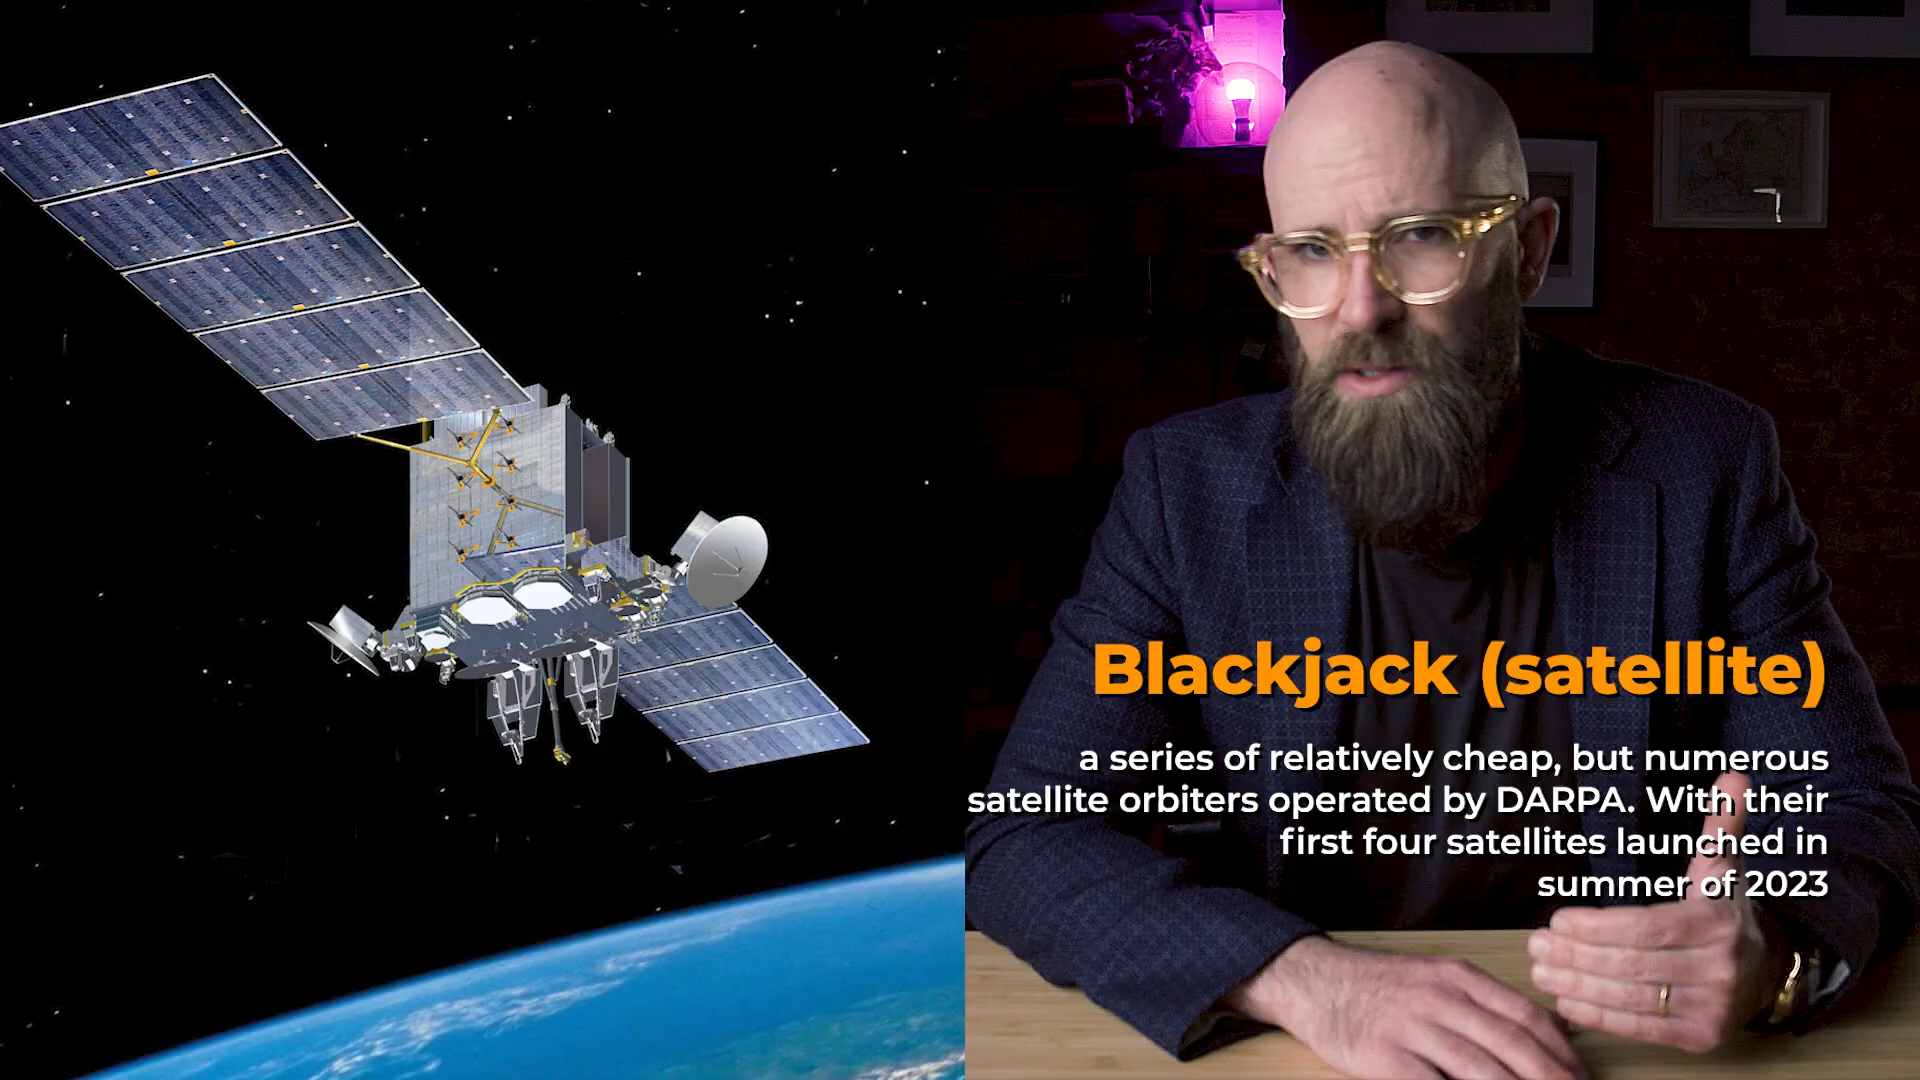 Blackjack (satellite)
a series of relatively cheap, but numerous
satellite orbiters operated by DARPA. With their
first four satellites launched in
summer of 2023